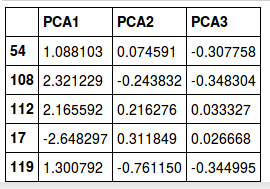 PCA1 PCA2 PCA3
54 1.088103 0.074591 -0.307758
108 2.321229 -0.243832 -0.348304
112 2.165592 0.216276 0.033327
17 -2.648297 0.311849 0.026668
119 1.300792 -0.761150 -0.344995